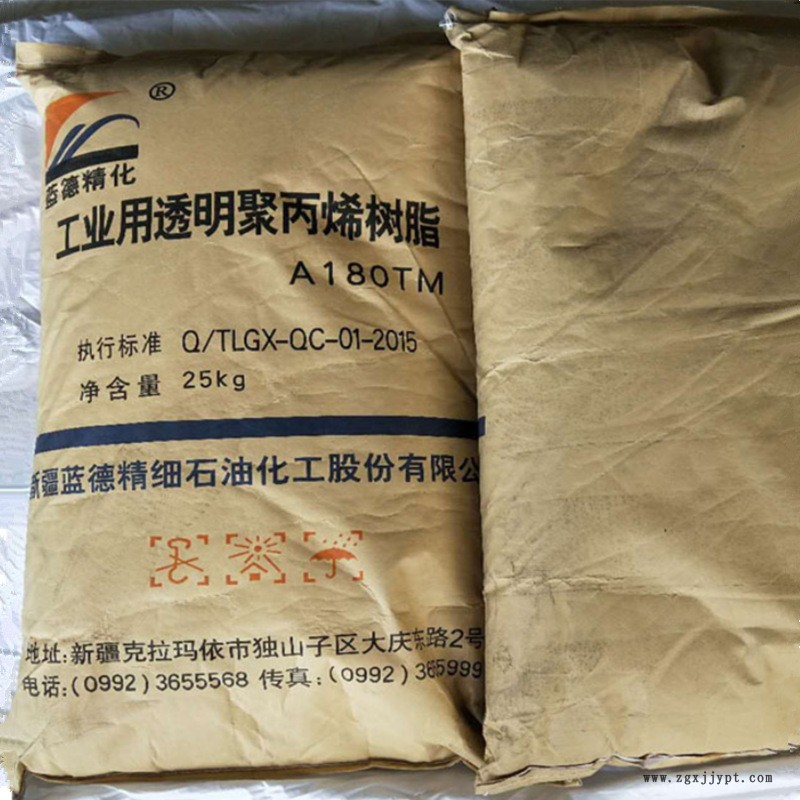 ®
蓝德精化
工业用透明聚丙烯树脂
A180TM
执行标准 Q/TLGX-QC-01-2015
净含量 25kg
新疆蓝德精细石油化工股份有限公
地址:新疆克拉玛依市独山子区大庆东路2号
电话:(0992)3655568 传真:(0992)3659999
www.zgxjjypt.com